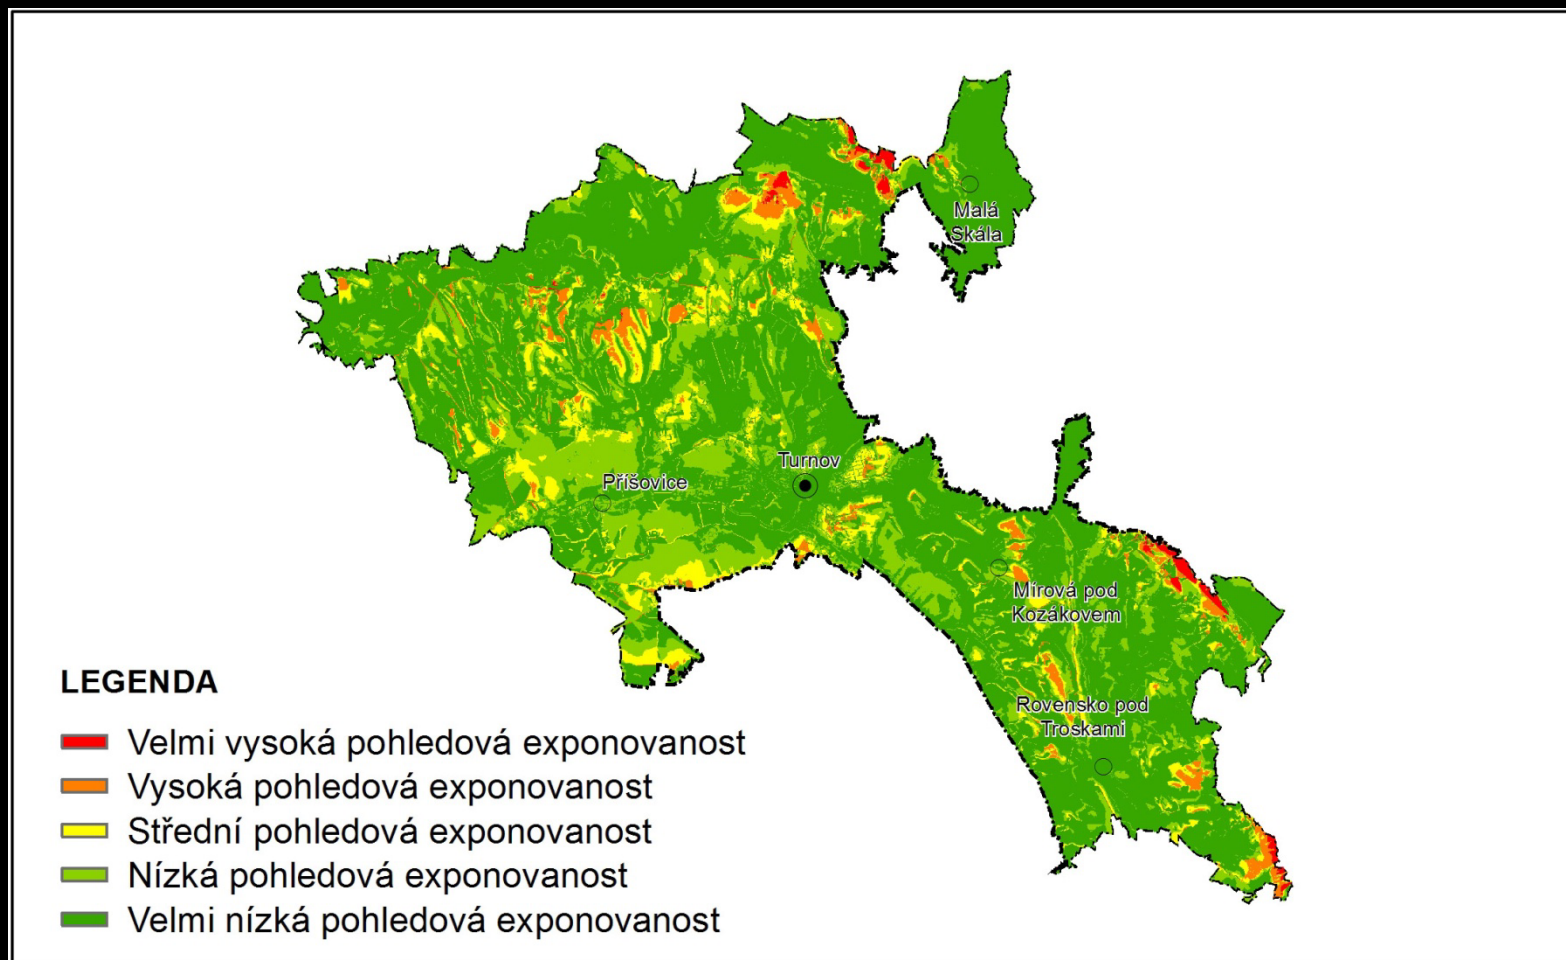 Malá
Skála
Turnov
Příšovice
Mírová pod
Kozákovem
Rovensko pod
Troskami
LEGENDA
Velmi vysoká pohledová exponovanost
Vysoká pohledová exponovanost
Střední pohledová exponovanost
Nízká pohledová exponovanost
Velmi nízká pohledová exponovanost